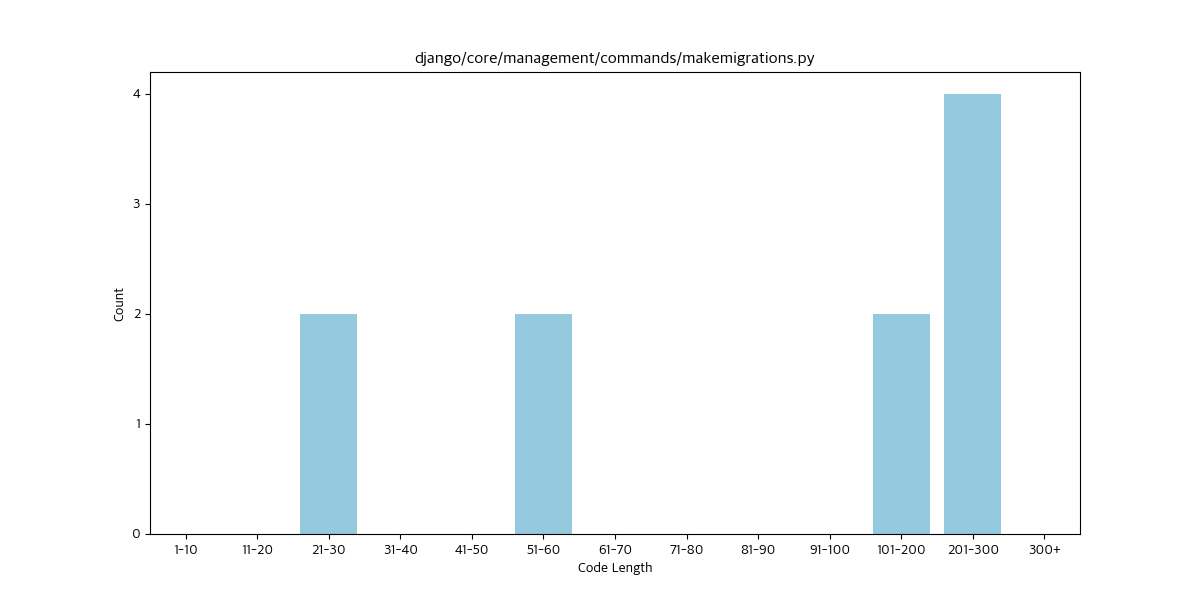 django/core/management/commands/makemigrations.py
4
3
2
1
0
Count
1-10 11-20 21-30 31-40 41-50 51-60 61-70 71-80 81-90 91-100 101-200 201-300 300+
Code Length